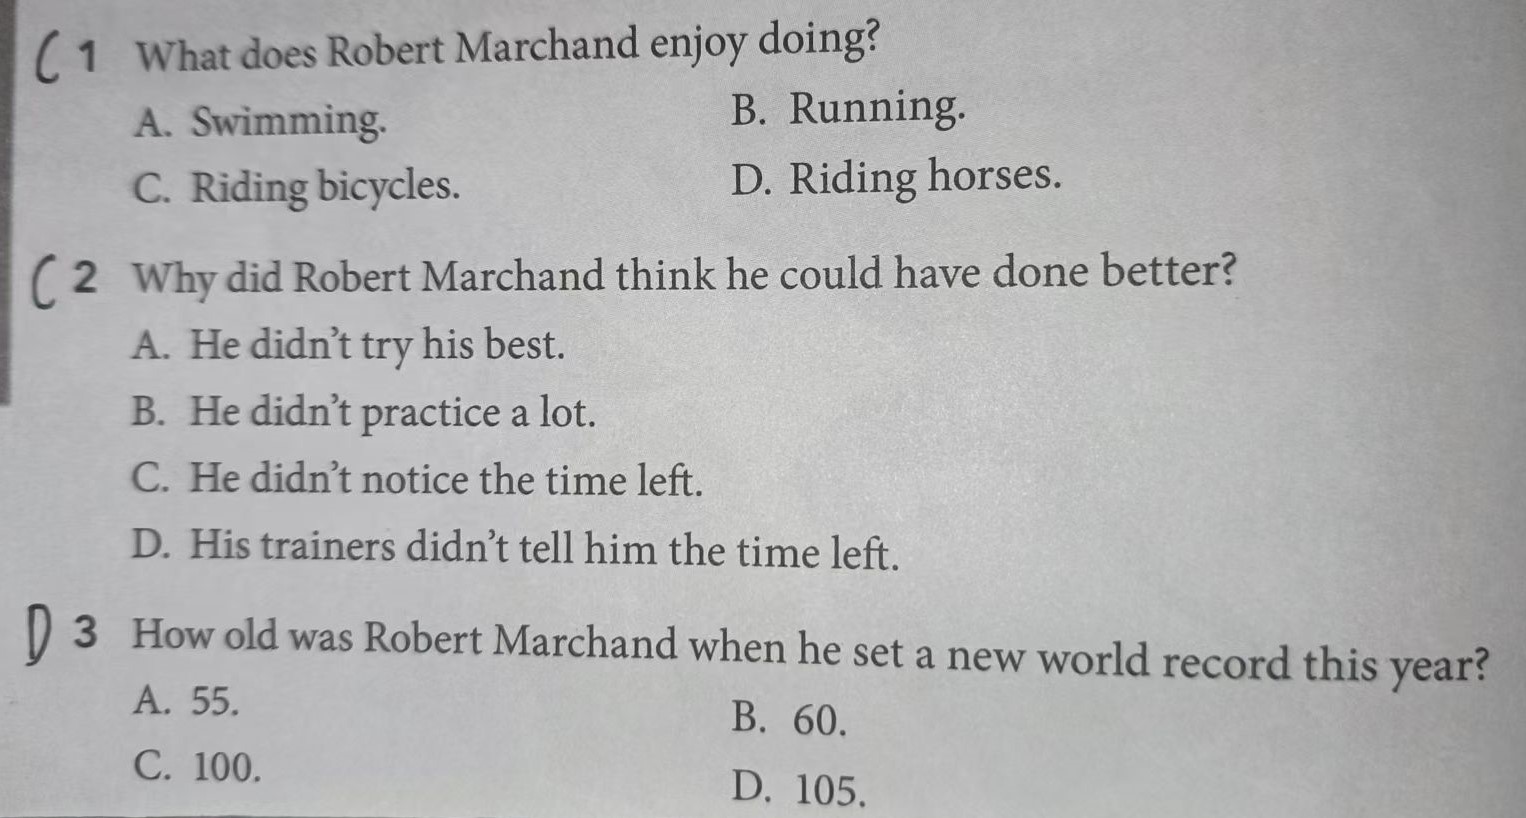 C 1 What does Robert Marchand enjoy doing?
A. Swimming. B. Running.
C. Riding bicycles. D. Riding horses.
C 2 Why did Robert Marchand think he could have done better?
A. He didn't try his best.
B. He didn't practice a lot.
C. He didn't notice the time left.
D. His trainers didn't tell him the time left.
D 3 How old was Robert Marchand when he set a new world record this year?
A. 55. B. 60.
C. 100. D. 105.